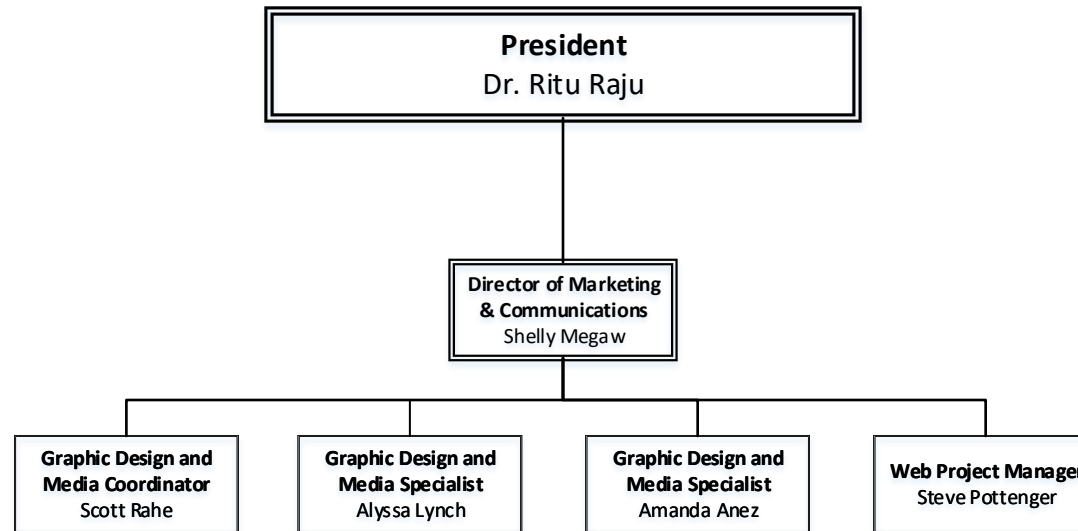 President
Dr. Ritu Raju
Director of Marketing
& Communications
Shelly Megaw
Graphic Design and
Media Coordinator
Scott Rahe
Graphic Design and
Media Specialist
Alyssa Lynch
Graphic Design and
Media Specialist
Amanda Anez
Web Project Manager
Steve Pottenger